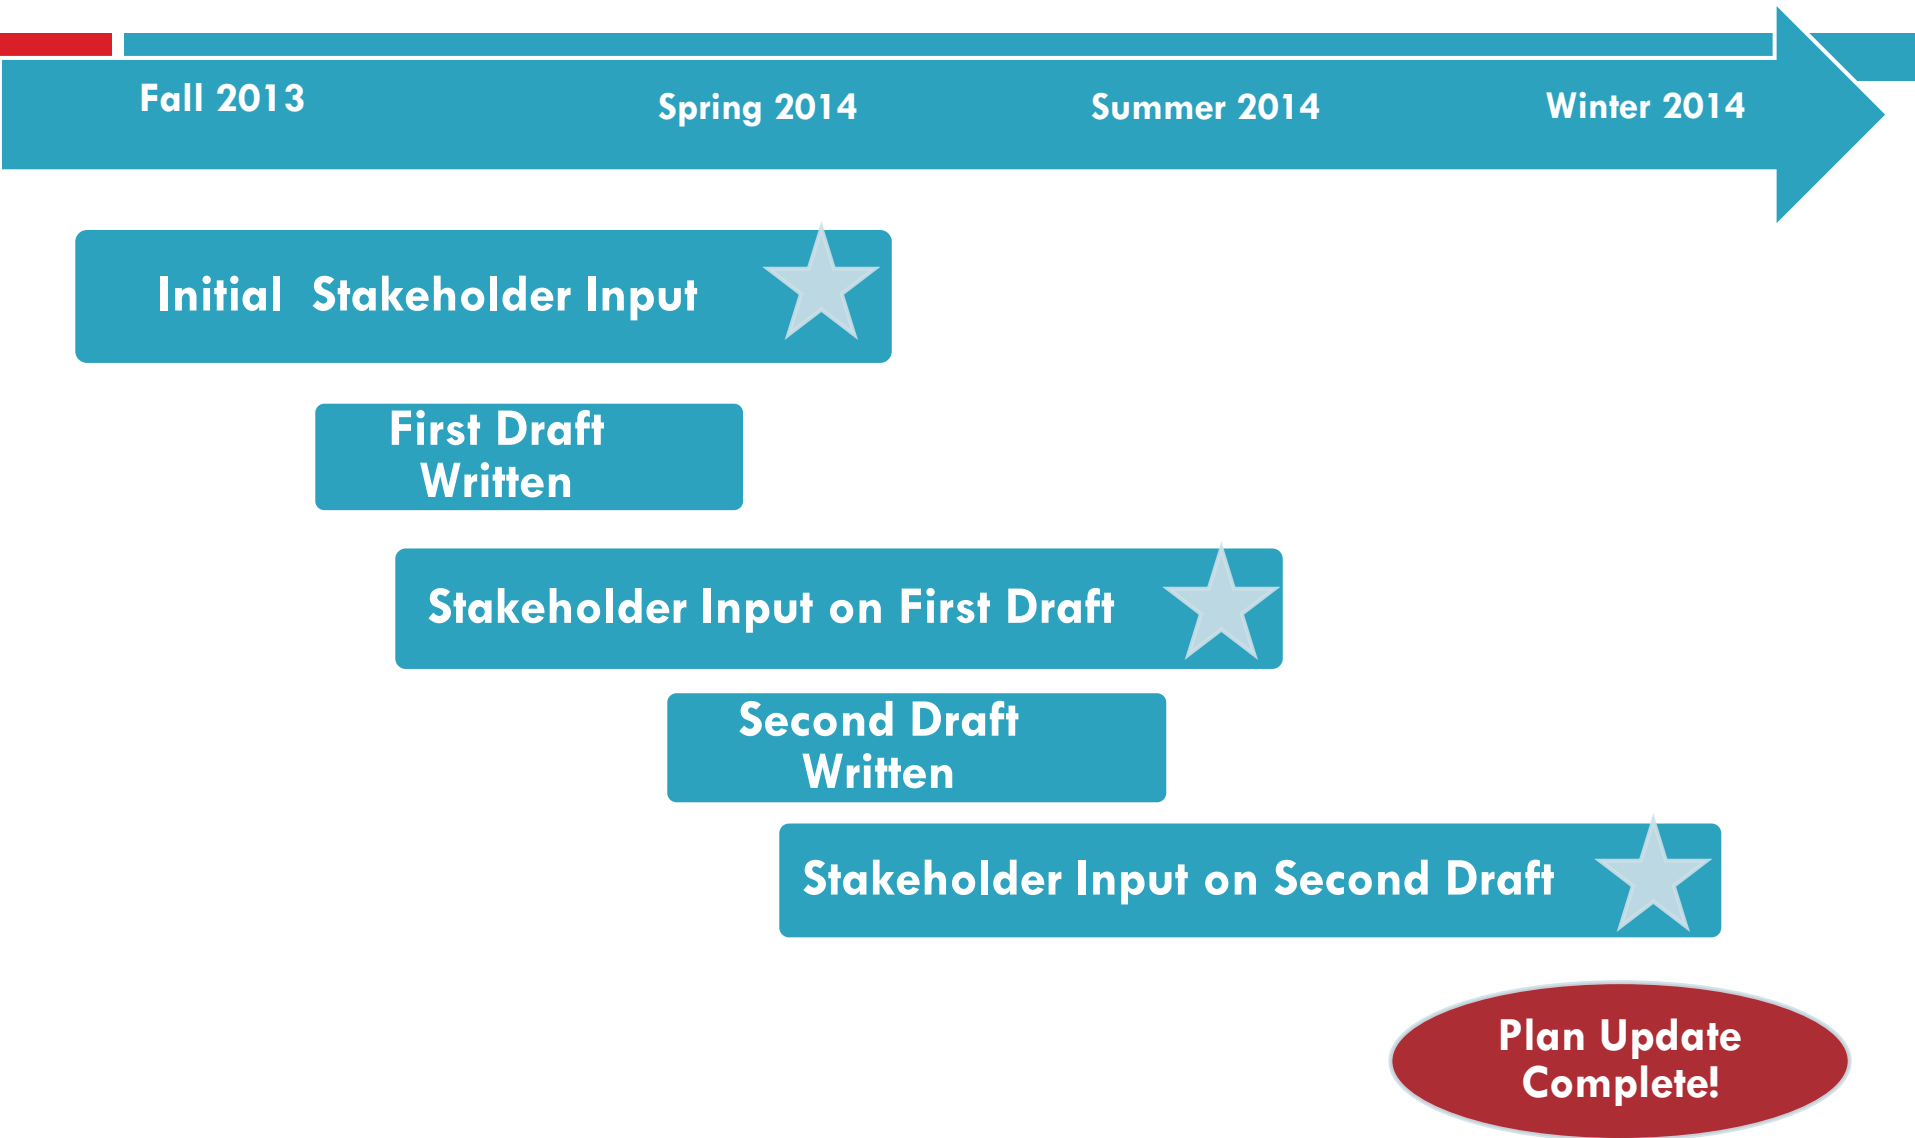 Fall 2013
Spring 2014
Summer 2014
Winter 2014
Initial Stakeholder Input
First Draft
Written
Stakeholder Input on First Draft
Second Draft
Written
Stakeholder Input on Second Draft
Plan Update
Complete!